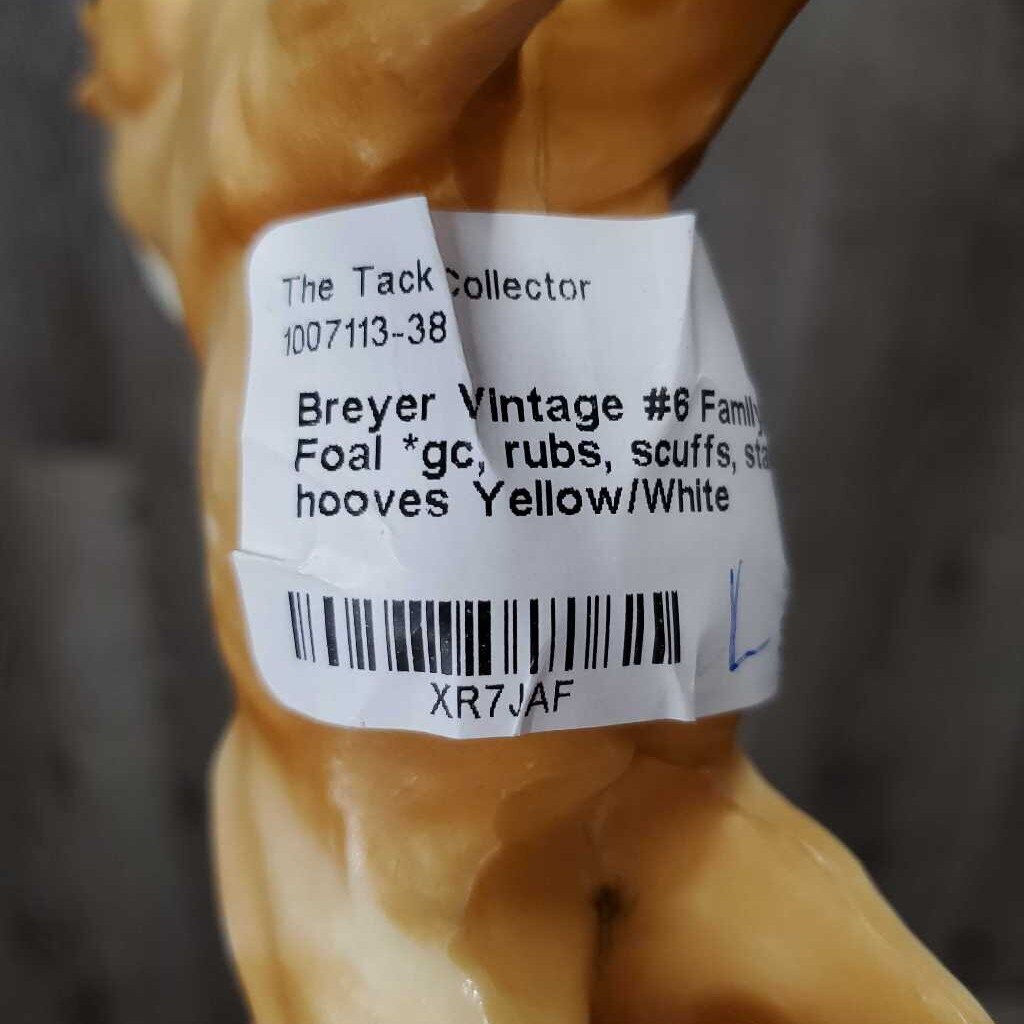 The Tack Collector
1007113-38
Breyer Vintage #6 Family
Foal *gc, rubs, scuffs,
hooves Yellow/White
XR7JAF
L